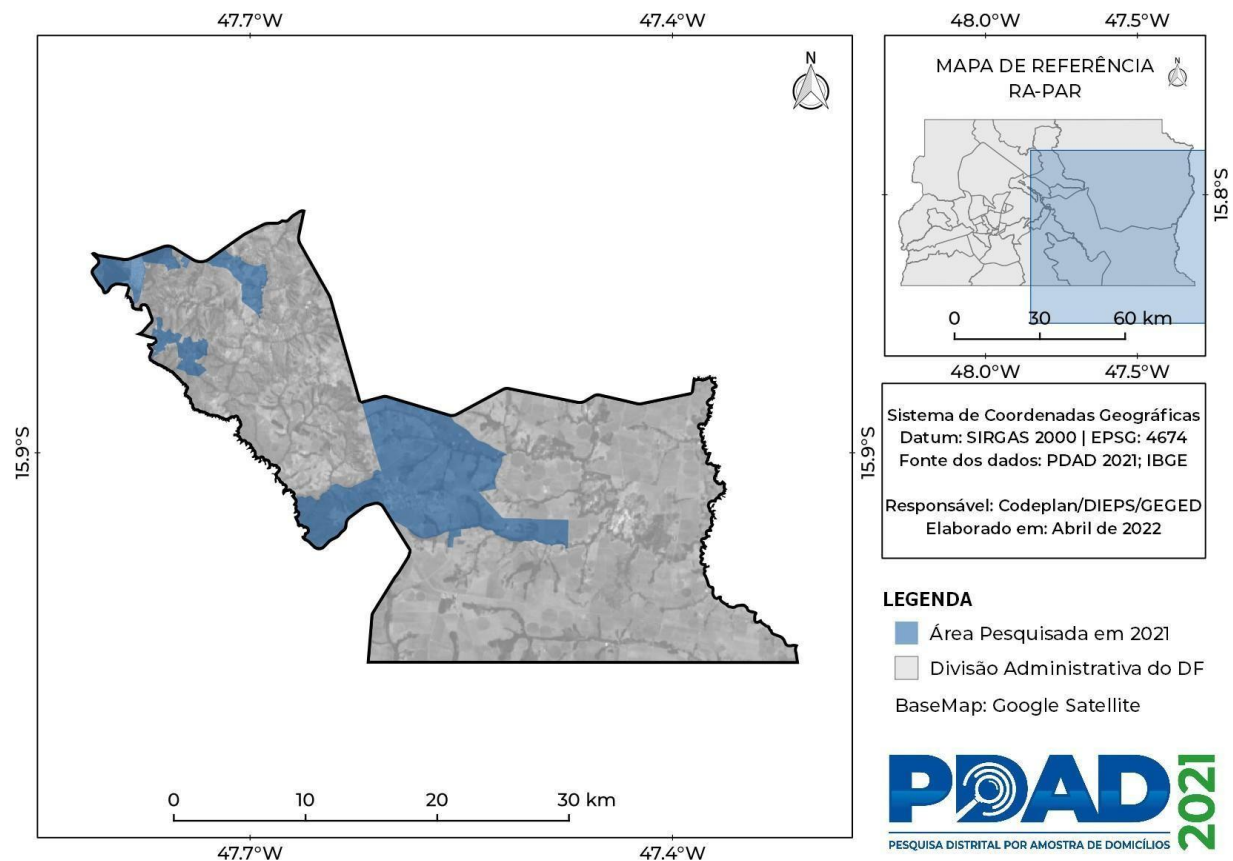 47.7°W
47.4°W
N
15.9°S
15.9°S
0 10 20 30 km
47.7°W
47.4°W
48.0°W
47.5°W
MAPA DE REFERÊNCIA
RA-PAR
N
15.8°S
0 30 60 km
48.0°W
47.5°W
Sistema de Coordenadas Geográficas
Datum: SIRGAS 2000 | EPSG: 4674
Fonte dos dados: PDAD 2021; IBGE
Responsável: Codeplan/DIEPS/GEGED
Elaborado em: Abril de 2022
LEGENDA
Área Pesquisada em 2021
Divisão Administrativa do DF
BaseMap: Google Satellite
PDAD 2021
PESQUISA DISTRITAL POR AMOSTRA DE DOMICÍLIOS